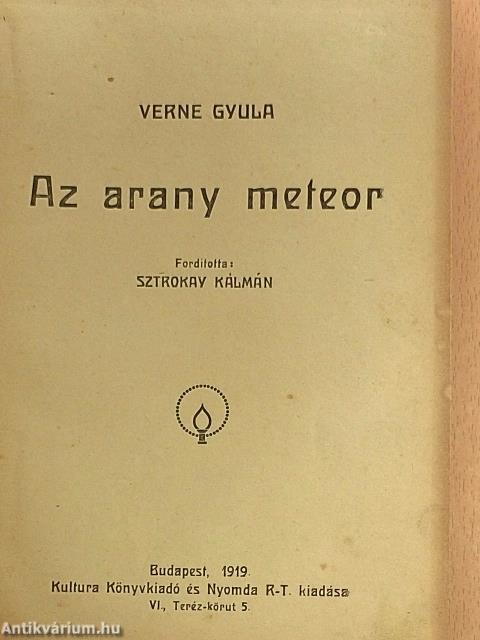 VERNE GYULA
Az arany meteor
Fordította:
SZTROKAY KÁLMÁN
Budapest, 1919.
Kultura Könyvkiadó és Nyomda R-T. kiadása
VI., Teréz-körut 5.
Antikvárium.hu